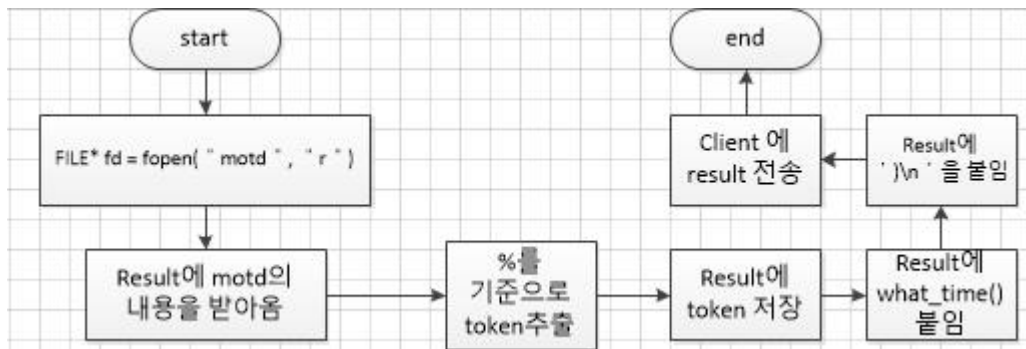 start
FILE* fd = fopen( ˝ motd ˝ , ˝ r ˝ )
Result에 motd의
내용을 받아옴
%를
기준으로
token추출
Result에
token 저장
Result에
what_time()
붙임
Result에
' )\n ' 을 붙임
Client 에
result 전송
end